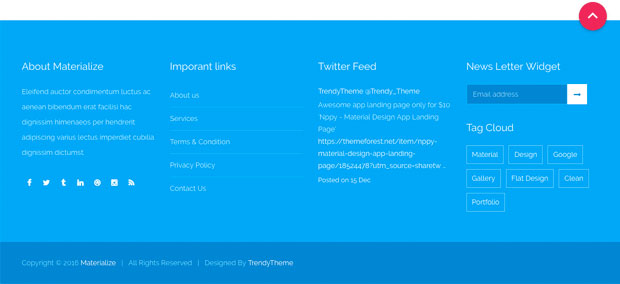 About Materialize
Eleifend auctor condimentum luctus ac
aenean bibendum erat facilisi hac
dignissim himenaeos per hendrerit
adipiscing varius lectus imperdiet cubilia
dignissim dictumst
Imporant links
About us
Services
Terms & Condition
Privacy Policy
Contact Us
Twitter Feed
TrendyTheme @Trendy_Theme
Awesome app landing page only for $10
'Nppy - Material Design App Landing
Page'
https://themeforest.net/item/nppy-
material-design-app-landing-
page/18524478?utm_source=sharetw ...
Posted on 15 Dec
News Letter Widget
Email address
Tag Cloud
Material
Design
Google
Gallery
Flat Design
Clean
Portfolio
Copyright © 2016 Materialize | All Rights Reserved | Designed By TrendyTheme